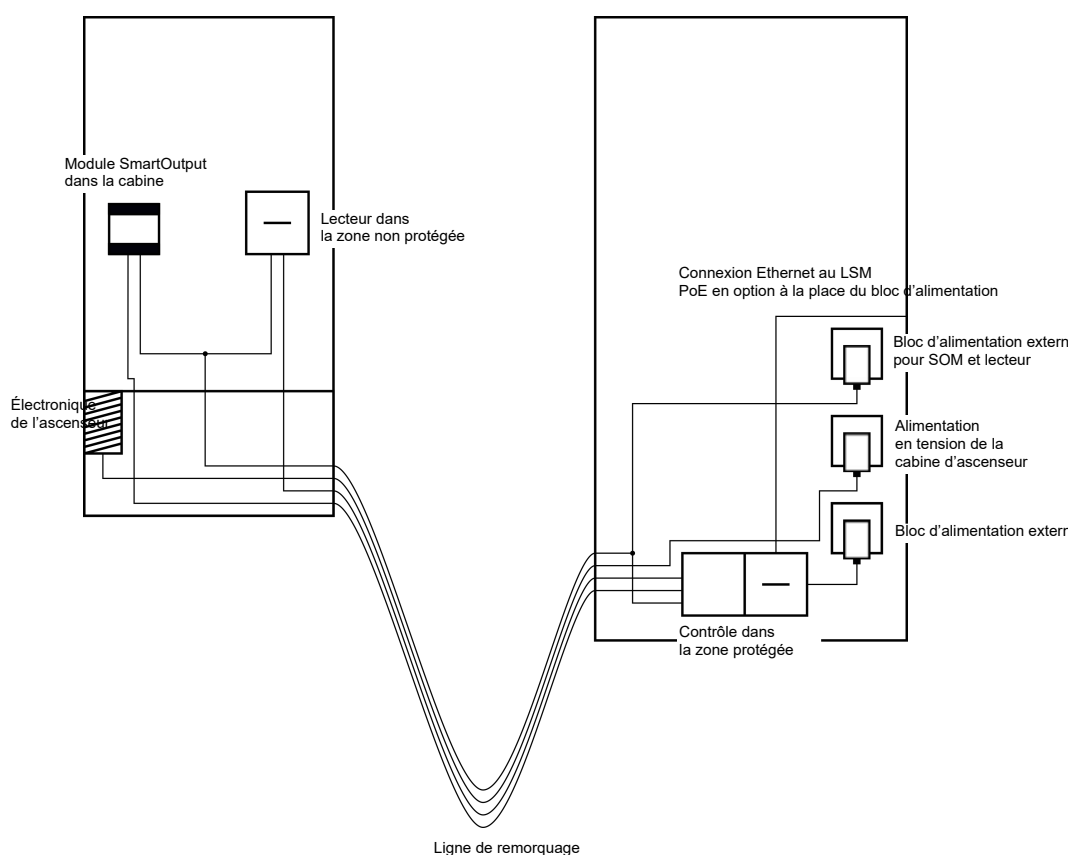 Module SmartOutput
dans la cabine
Lecteur dans
la zone non protégée
Connexion Ethernet au LSM
PoE en option à la place du bloc d’alimentation
Bloc d’alimentation extern
pour SOM et lecteur
Électronique
de l’ascenseur
Alimentation
en tension de la
cabine d’ascenseur
Bloc d’alimentation extern
Contrôle dans
la zone protégée
Ligne de remorquage